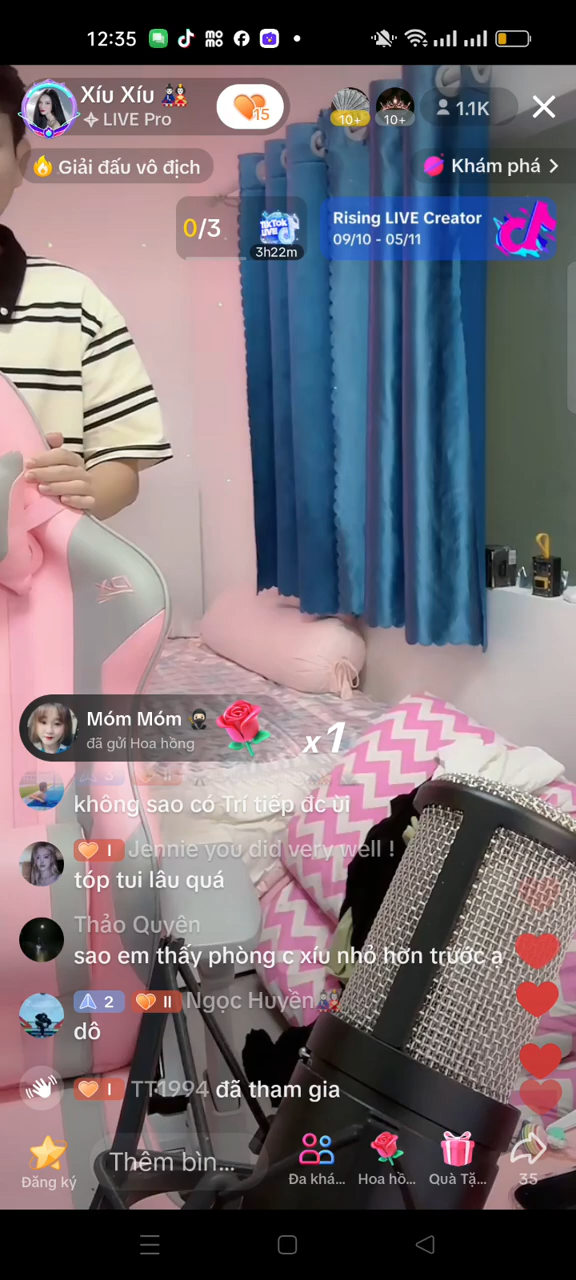 12:35
Xíu Xíu
LIVE Pro
15
10+
10+
1.1K
Giải đấu vô địch
Khám phá
0/3
TikTok LIVE
3h22m
Rising LIVE Creator
09/10 - 05/11
Móm Móm
đã gửi Hoa hồng
x1
không sao có Trí tiếp đc ùi
I Jennie you did very well !
tóp tui lâu quá
Thảo Quyên
sao em thấy phòng c xíu nhỏ hơn trước ạ
2 II Ngọc Huyền
dô
I TT1994 đã tham gia
Đăng ký
Thêm bìn...
Đa khá...
Hoa hồ...
Quà Tặ...
35